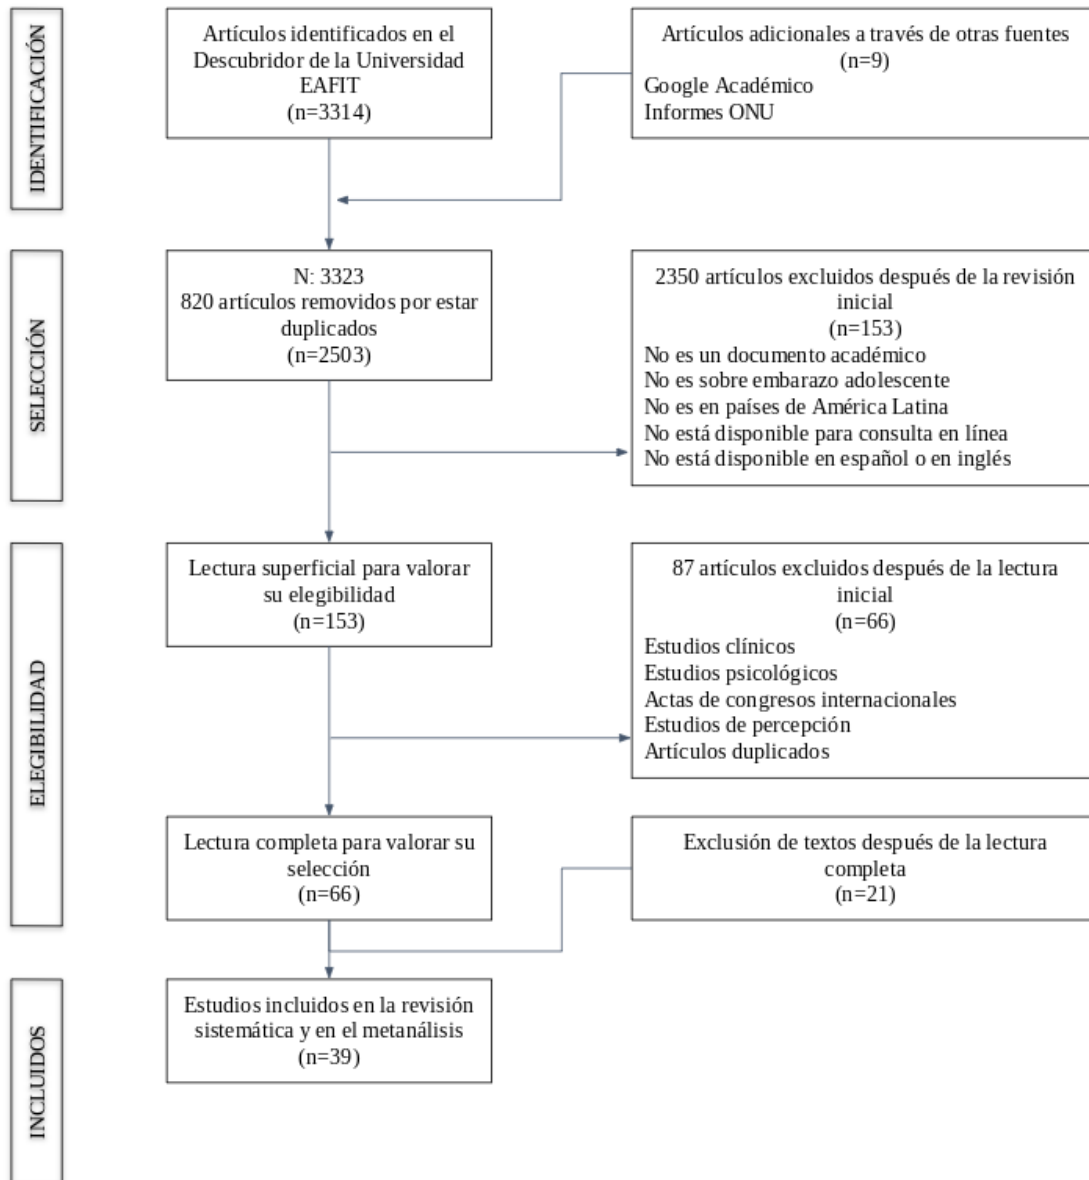 IDENTIFICACIÓN
Artículos identificados en el
Descubridor de la Universidad
EAFIT
(n=3314)
Artículos adicionales a través de otras fuentes
(n=9)
Google Académico
Informes ONU
SELECCIÓN
N: 3323
820 artículos removidos por estar
duplicados
(n=2503)
2350 artículos excluidos después de la revisión
inicial
(n=153)
No es un documento académico
No es sobre embarazo adolescente
No es en países de América Latina
No está disponible para consulta en línea
No está disponible en español o en inglés
ELEGIBILIDAD
Lectura superficial para valorar
su elegibilidad
(n=153)
87 artículos excluidos después de la lectura
inicial
(n=66)
Estudios clínicos
Estudios psicológicos
Actas de congresos internacionales
Estudios de percepción
Artículos duplicados
Lectura completa para valorar su
selección
(n=66)
Exclusión de textos después de la lectura
completa
(n=21)
INCLUIDOS
Estudios incluidos en la revisión
sistemática y en el metanálisis
(n=39)